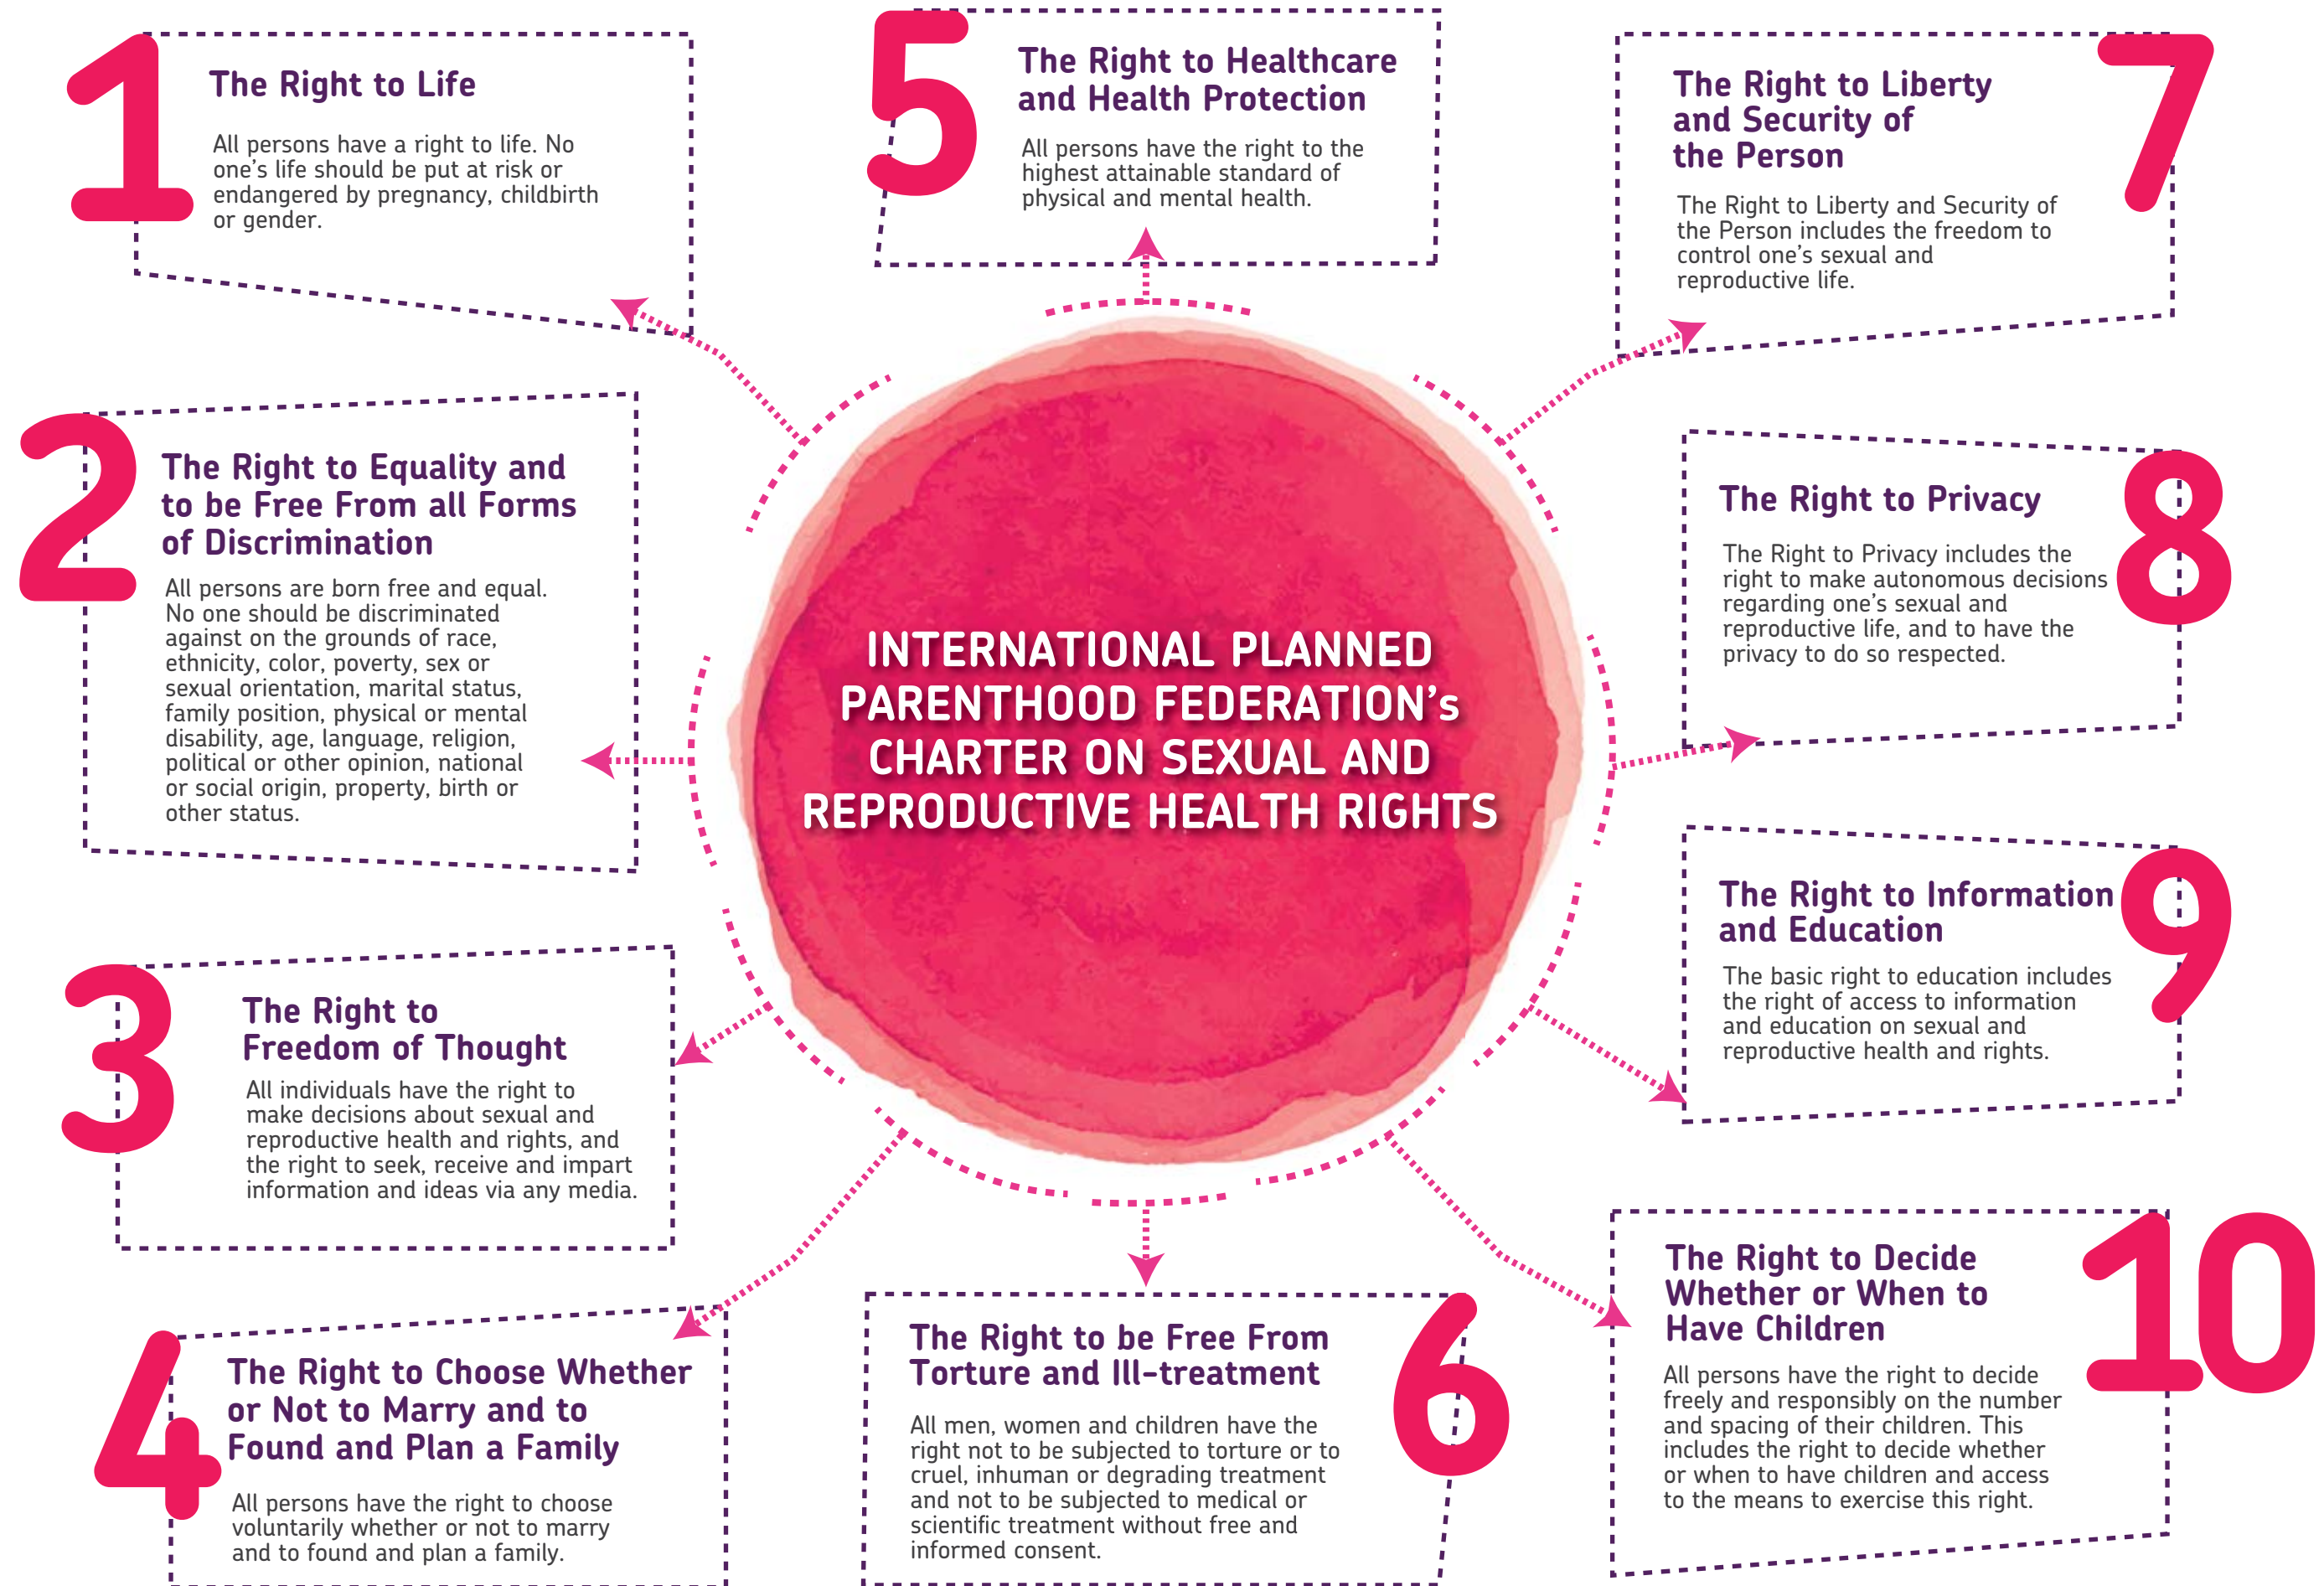 1
The Right to Life
All persons have a right to life. No
one's life should be put at risk or
endangered by pregnancy, childbirth
or gender.
2
The Right to Equality and
to be Free From all Forms
of Discrimination
All persons are born free and equal.
No one should be discriminated
against on the grounds of race,
ethnicity, color, poverty, sex or
sexual orientation, marital status,
family position, physical or mental
disability, age, language, religion,
political or other opinion, national
or social origin, property, birth or
other status.
3
The Right to
Freedom of Thought
All individuals have the right to
make decisions about sexual and
reproductive health and rights, and
the right to seek, receive and impart
information and ideas via any media.
4
The Right to Choose Whether
or Not to Marry and to
Found and Plan a Family
All persons have the right to choose
voluntarily whether or not to marry
and to found and plan a family.
5
The Right to Healthcare
and Health Protection
All persons have the right to the
highest attainable standard of
physical and mental health.
INTERNATIONAL PLANNED
PARENTHOOD FEDERATION's
CHARTER ON SEXUAL AND
REPRODUCTIVE HEALTH RIGHTS
6
The Right to be Free From
Torture and Ill-treatment
All men, women and children have the
right not to be subjected to torture or to
cruel, inhuman or degrading treatment
and not to be subjected to medical or
scientific treatment without free and
informed consent.
7
The Right to Liberty
and Security of
the Person
The Right to Liberty and Security of
the Person includes the freedom to
control one's sexual and
reproductive life.
8
The Right to Privacy
The Right to Privacy includes the
right to make autonomous decisions
regarding one's sexual and
reproductive life, and to have the
privacy to do so respected.
9
The Right to Information
and Education
The basic right to education includes
the right of access to information
and education on sexual and
reproductive health and rights.
10
The Right to Decide
Whether or When to
Have Children
All persons have the right to decide
freely and responsibly on the number
and spacing of their children. This
includes the right to decide whether
or when to have children and access
to the means to exercise this right.